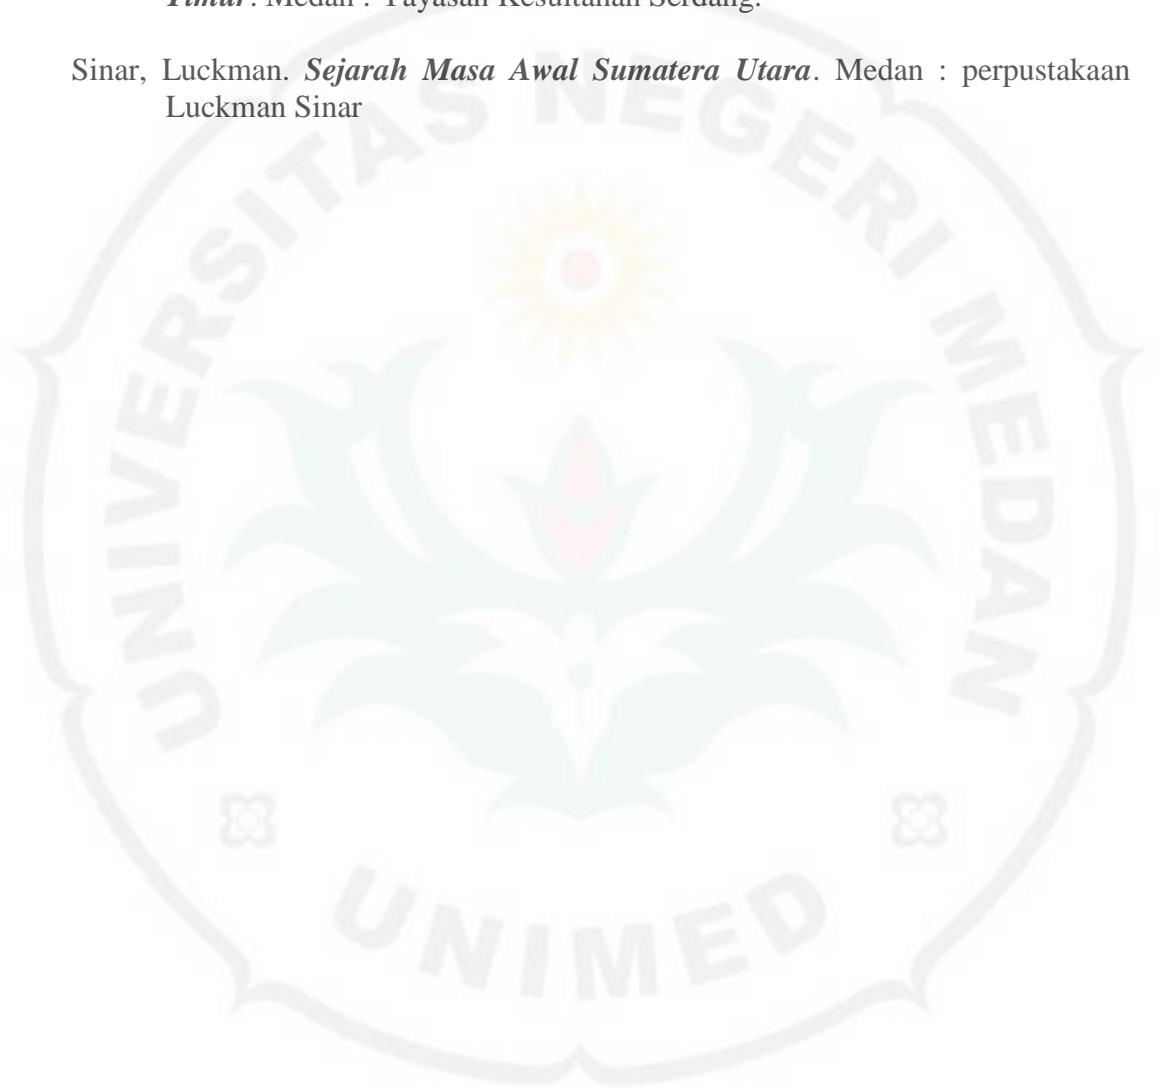 Timur. Medan : Yayasan Kesultanan Serdang.
Sinar, Luckman. Sejarah Masa Awal Sumatera Utara. Medan : perpustakaan
Luckman Sinar
UNIVERSITAS NEGERI MEDAN
UNIMED